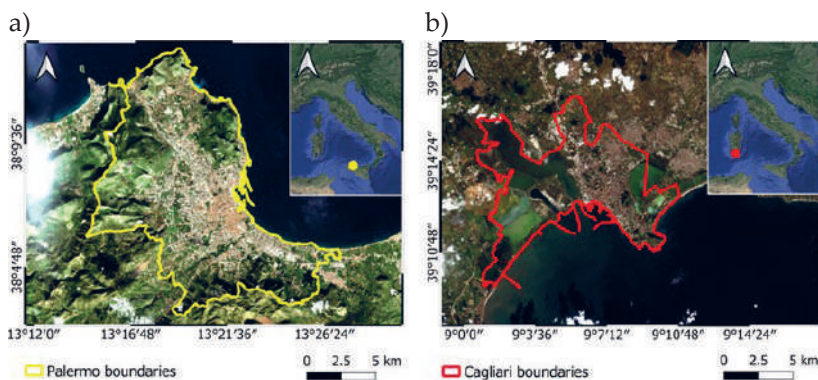 a)
38°9′36″
38°4′48″
13°12′0″ 13°16′48″ 13°21′36″ 13°26′24″
Palermo boundaries
0 2.5 5 km
b)
39°18′0″
39°14′24″
39°10′48″
9°0′0″ 9°3′36″ 9°7′12″ 9°10′48″ 9°14′24″
Cagliari boundaries
0 2.5 5 km